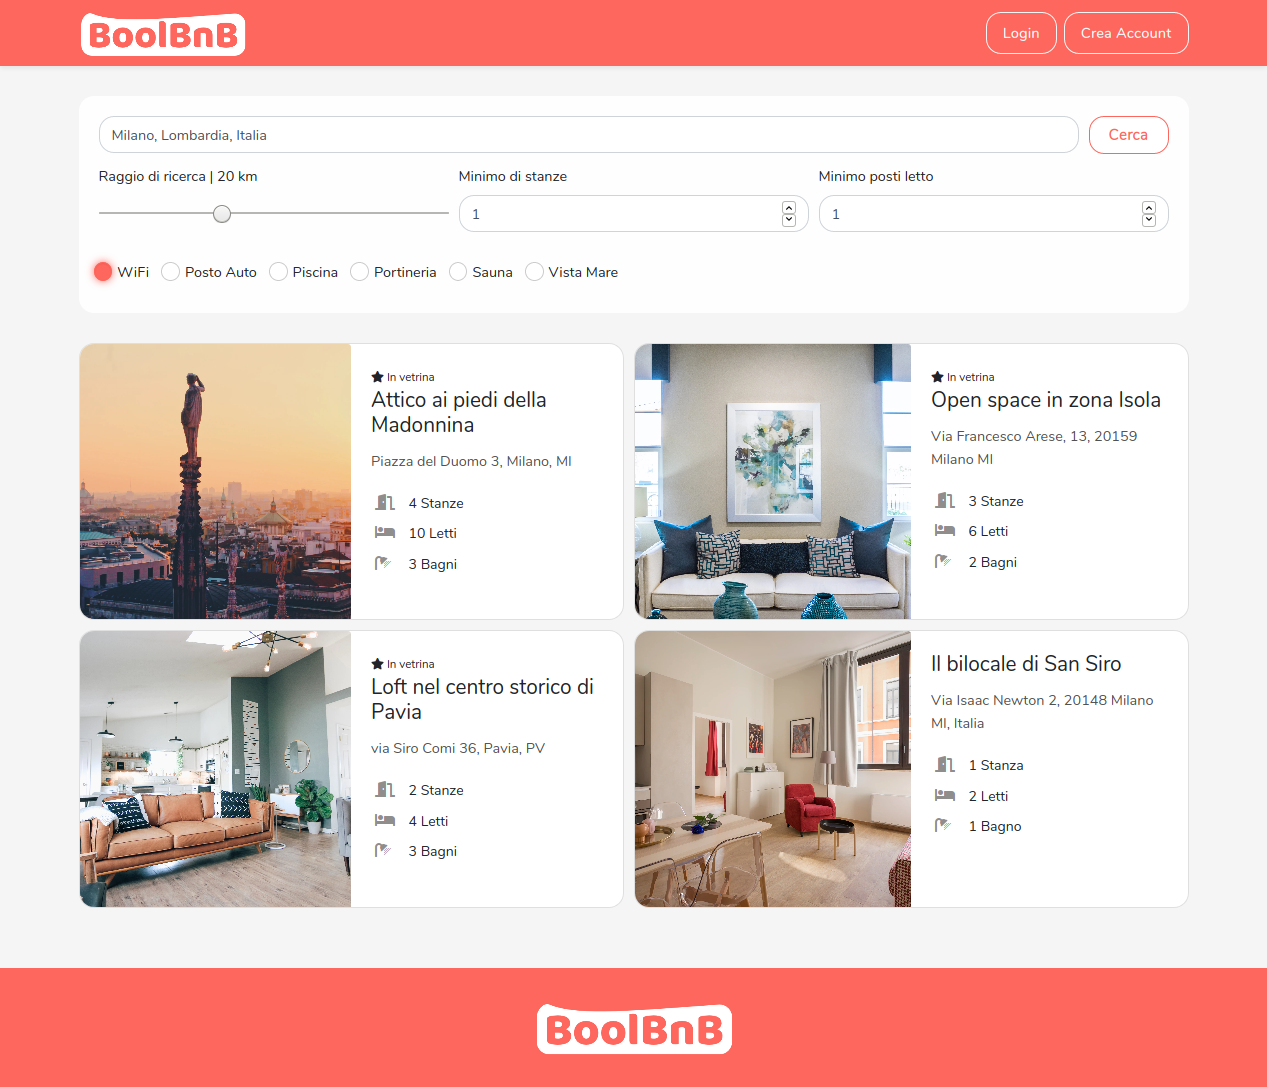 BoolBnB
Login
Crea Account
Milano, Lombardia, Italia
Cerca
Raggio di ricerca | 20 km
Minimo di stanze
Minimo posti letto
1
1
WiFi
Posto Auto
Piscina
Portineria
Sauna
Vista Mare
In vetrina
Attico ai piedi della
Madonnina
Piazza del Duomo 3, Milano, MI
4 Stanze
10 Letti
3 Bagni
In vetrina
Open space in zona Isola
Via Francesco Arese, 13, 20159
Milano MI
3 Stanze
6 Letti
2 Bagni
In vetrina
Loft nel centro storico di
Pavia
via Siro Comi 36, Pavia, PV
2 Stanze
4 Letti
3 Bagni
Il bilocale di San Siro
Via Isaac Newton 2, 20148 Milano
MI, Italia
1 Stanza
2 Letti
1 Bagno
BoolBnB